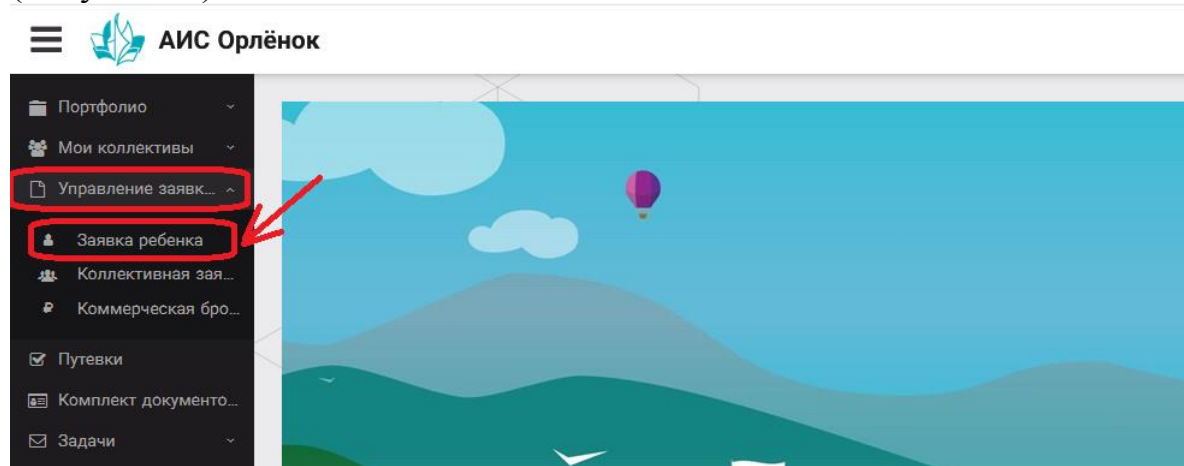 АИС Орлёнок
Портфолио
Мои коллективы
Управление заявк...
Заявка ребенка
Коллективная зая...
Коммерческая бро...
Путевки
Комплект документо...
Задачи